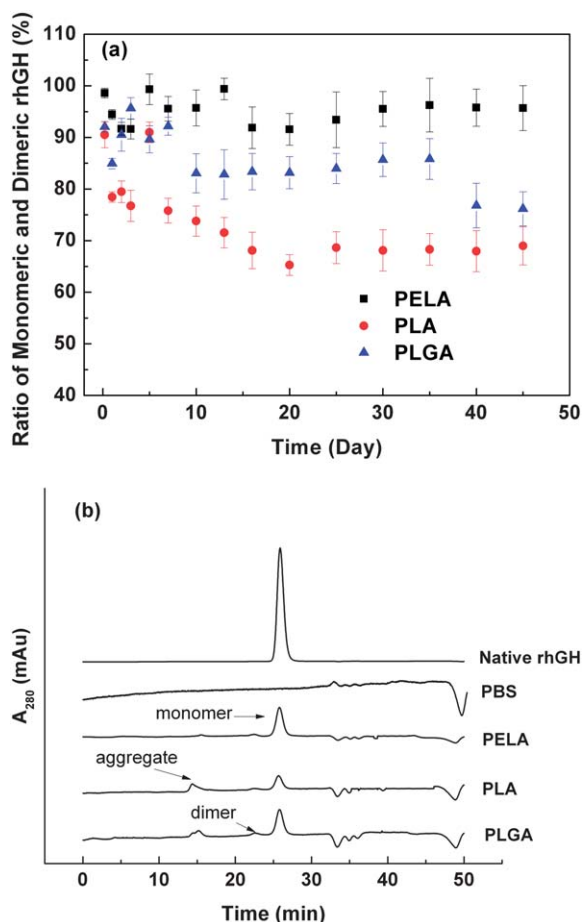 (a)
Ratio of Monomeric and Dimeric rhGH (%)
110
100
90
80
70
60
50
40
PELA
PLA
PLGA
0
10
20
30
40
50
Time (Day)
(b)
A280 (mAu)
Native rhGH
PBS
monomer
PELA
aggregate
PLA
dimer
PLGA
0
10
20
30
40
50
Time (min)